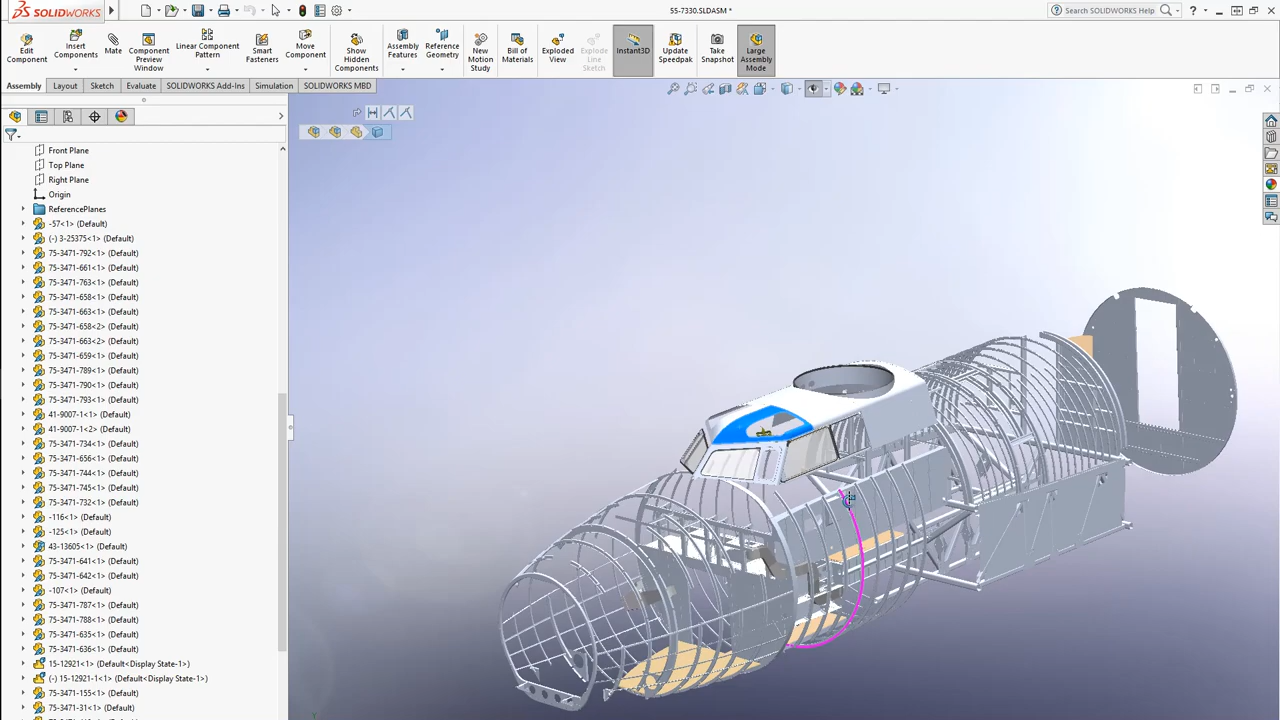 SOLIDWORKS
55-7330.SLDASM *
Search SOLIDWORKS Help
Edit Component
Insert Components
Mate
Component Preview Window
Linear Component Pattern
Smart Fasteners
Move Component
Show Hidden Components
Assembly Features
Reference Geometry
New Motion Study
Bill of Materials
Exploded View
Explode Line Sketch
Instant3D
Update Speedpak
Take Snapshot
Large Assembly Mode
Assembly
Layout
Sketch
Evaluate
SOLIDWORKS Add-Ins
Simulation
SOLIDWORKS MBD
Front Plane
Top Plane
Right Plane
Origin
ReferencePlanes
-57<1> (Default)
(-) 3-25375<1> (Default)
75-3471-792<1> (Default)
75-3471-661<1> (Default)
75-3471-763<1> (Default)
75-3471-658<1> (Default)
75-3471-663<1> (Default)
75-3471-658<2> (Default)
75-3471-663<2> (Default)
75-3471-659<1> (Default)
75-3471-789<1> (Default)
75-3471-790<1> (Default)
75-3471-793<1> (Default)
41-9007-1<1> (Default)
41-9007-1<2> (Default)
75-3471-734<1> (Default)
75-3471-656<1> (Default)
75-3471-744<1> (Default)
75-3471-745<1> (Default)
75-3471-732<1> (Default)
-116<1> (Default)
-125<1> (Default)
43-13605<1> (Default)
75-3471-641<1> (Default)
75-3471-642<1> (Default)
-107<1> (Default)
75-3471-787<1> (Default)
75-3471-788<1> (Default)
75-3471-635<1> (Default)
75-3471-636<1> (Default)
15-12921<1> (Default<Display State-1>)
(-) 15-12921-1<1> (Default<Display State-1>)
75-3471-155<1> (Default)
75-3471-31<1> (Default)